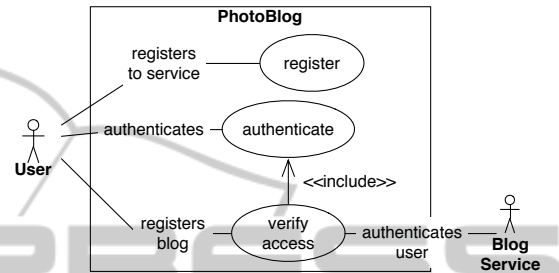 PhotoBlog
registers
to service
register
authenticates
authenticate
User
<<include>>
registers
blog
verify
access
authenticates
user
Blog
Service